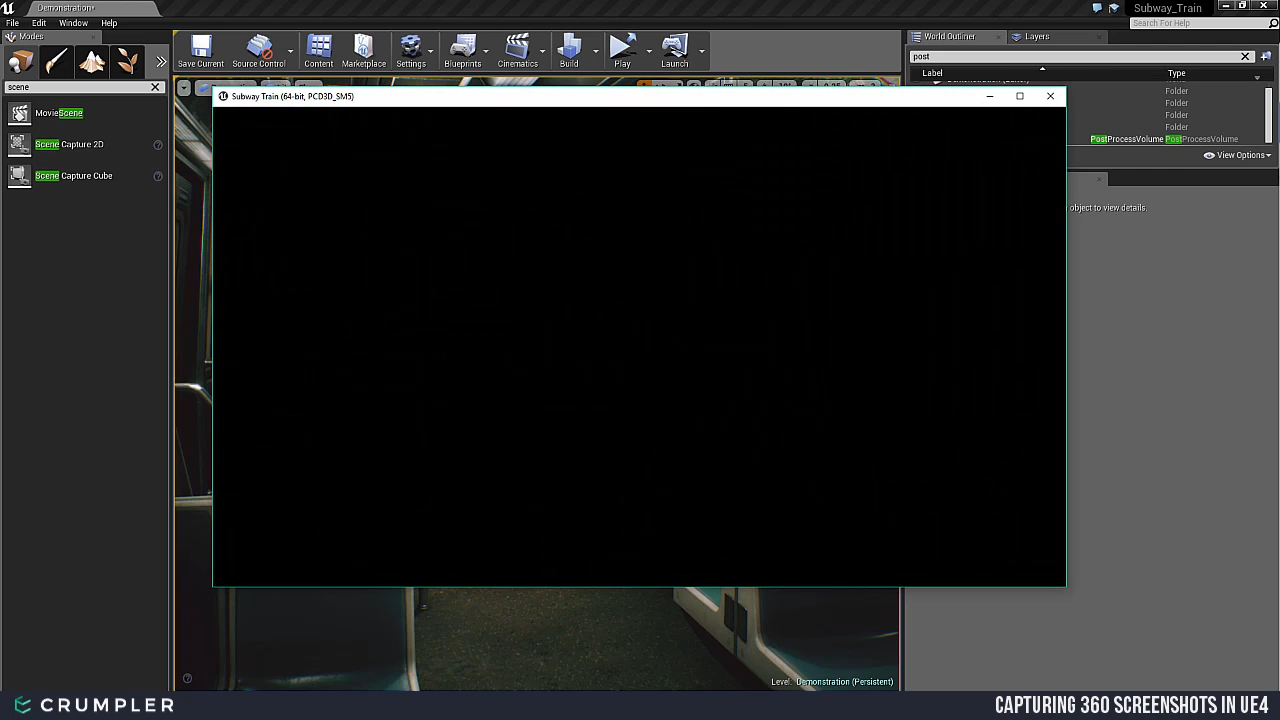 Demonstration*
Subway_Train
File Edit Window Help
Search For Help
Modes
Save Current
Source Control
Content
Marketplace
Settings
Blueprints
Cinematics
Build
Play
Launch
World Outliner
Layers
post
scene
Label
Type
Folder
Folder
Folder
Folder
PostProcessVolume PostProcessVolume
View Options
MovieScene
Scene Capture 2D
Scene Capture Cube
Subway Train (64-bit, PCD3D_SM5)
object to view details.
Level: Demonstration (Persistent)
CRUMPLER
CAPTURING 360 SCREENSHOTS IN UE4